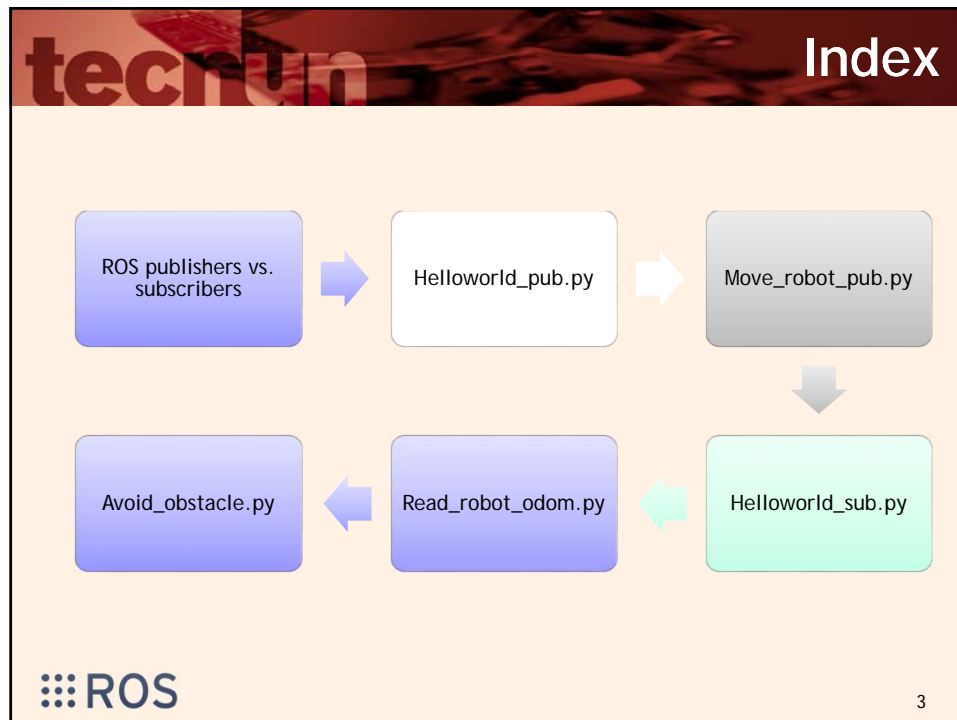 tecnun
Index
ROS publishers vs.
subscribers
Helloworld_pub.py
Move_robot_pub.py
Helloworld_sub.py
Read_robot_odom.py
Avoid_obstacle.py
ROS
3